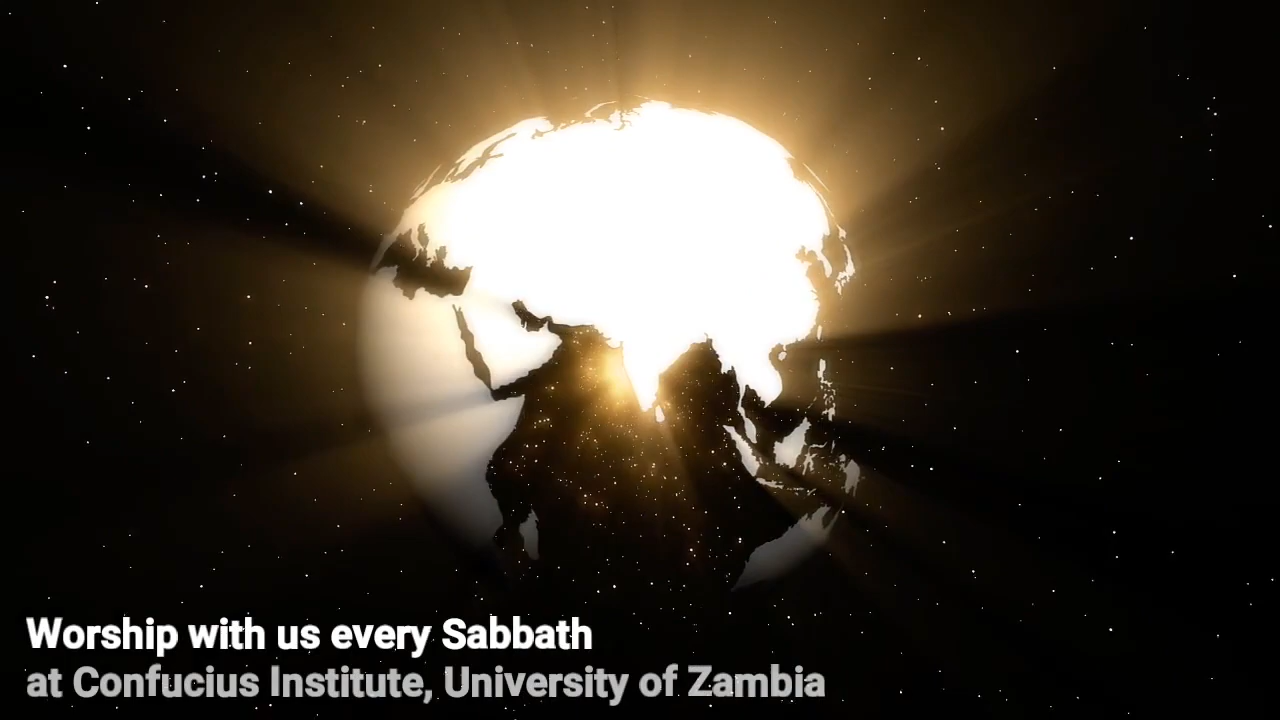 Worship with us every Sabbath
at Confucius Institute, University of Zambia